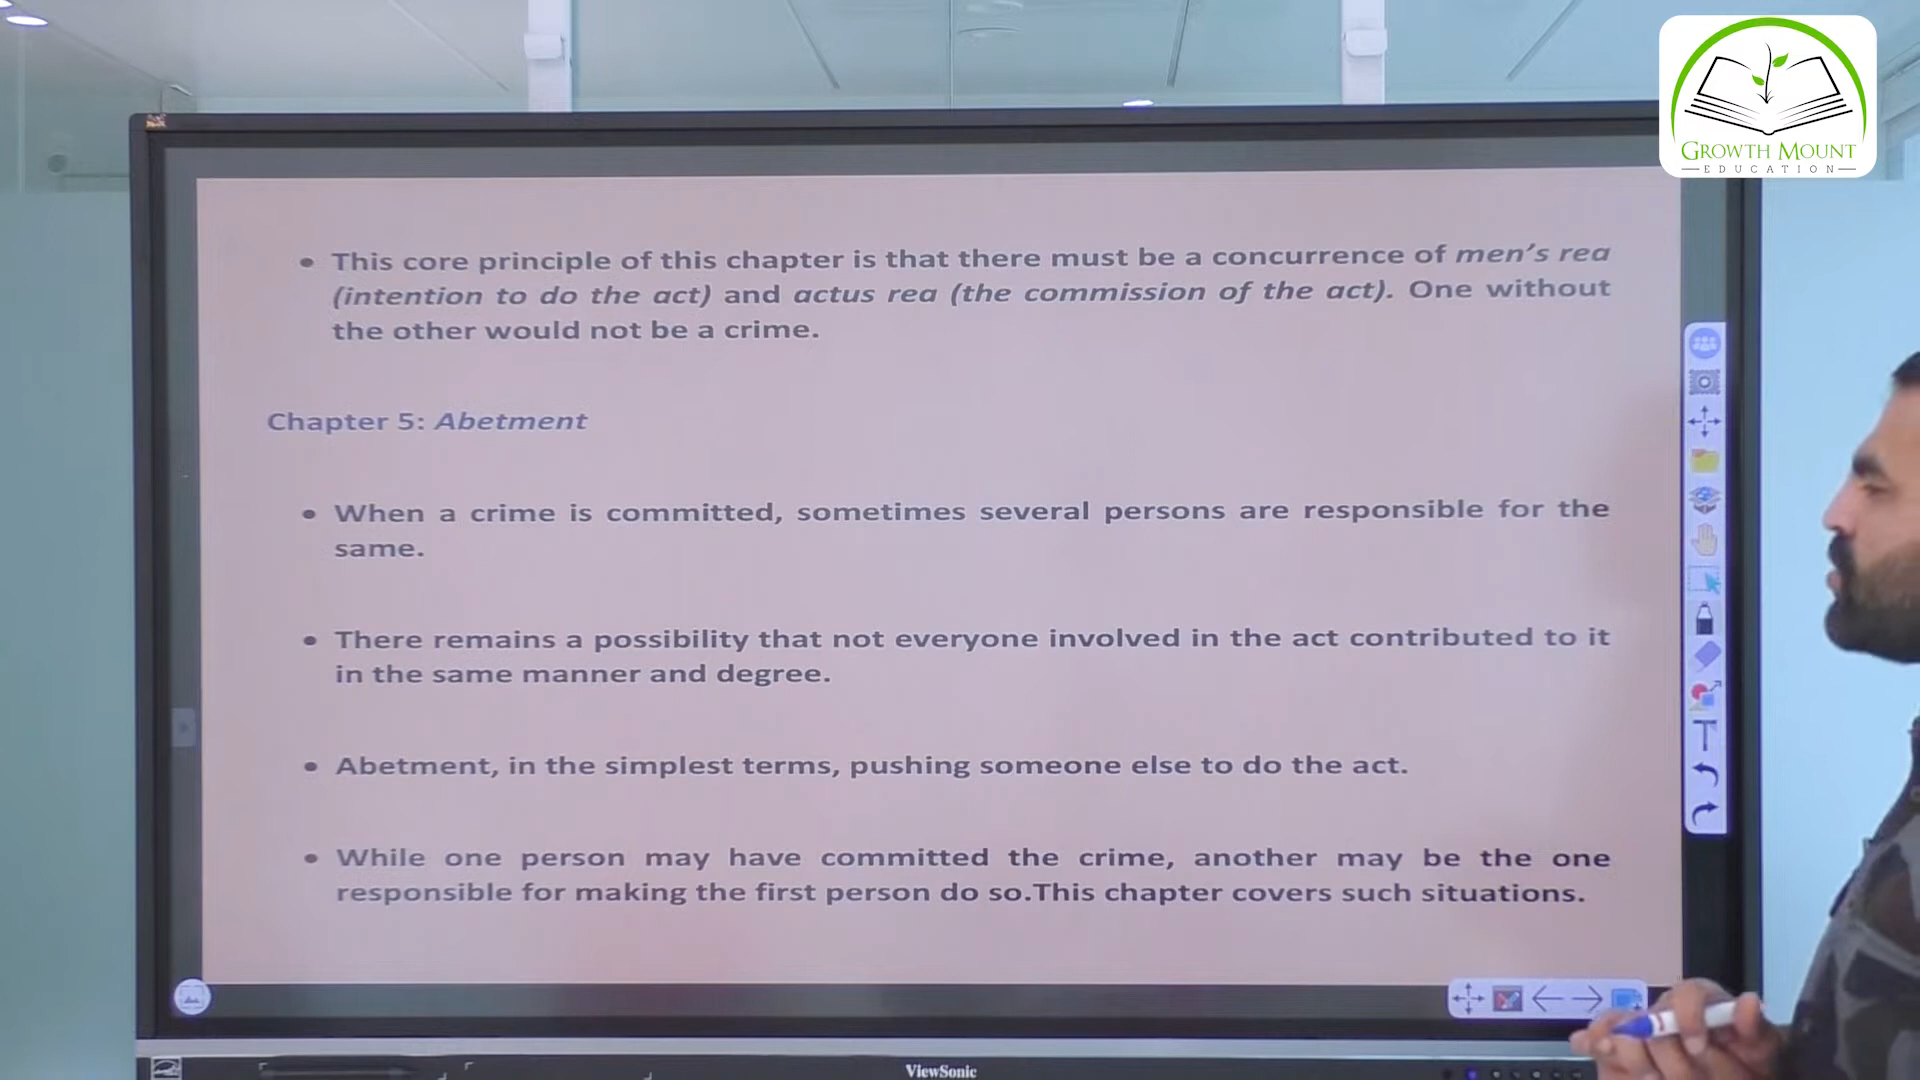 GROWTH MOUNT
EDUCATION
• This core principle of this chapter is that there must be a concurrence of men's rea
(intention to do the act) and actus rea (the commission of the act). One without
the other would not be a crime.
Chapter 5: Abetment
• When a crime is committed, sometimes several persons are responsible for the
same.
• There remains a possibility that not everyone involved in the act contributed to it
in the same manner and degree.
• Abetment, in the simplest terms, pushing someone else to do the act.
• While one person may have committed the crime, another may be the one
responsible for making the first person do so.This chapter covers such situations.
ViewSonic